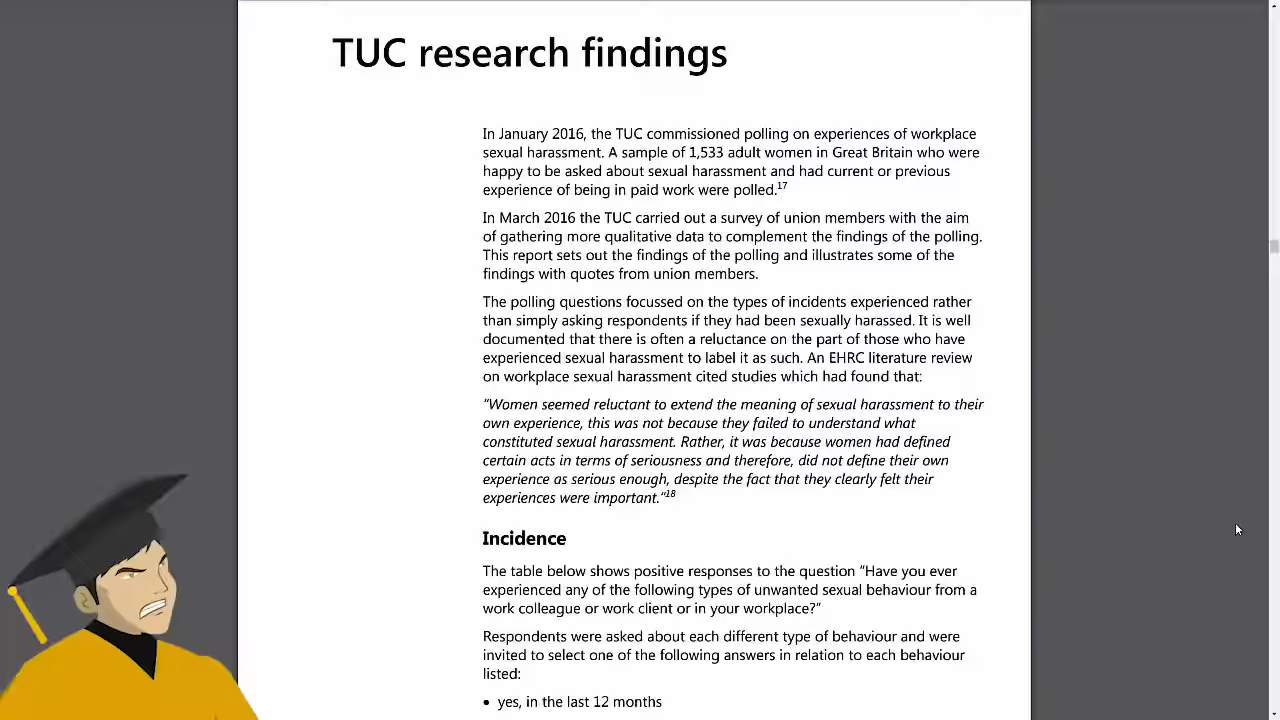 TUC research findings
In January 2016, the TUC commissioned polling on experiences of workplace
sexual harassment. A sample of 1,533 adult women in Great Britain who were
happy to be asked about sexual harassment and had current or previous
experience of being in paid work were polled.17
In March 2016 the TUC carried out a survey of union members with the aim
of gathering more qualitative data to complement the findings of the polling.
This report sets out the findings of the polling and illustrates some of the
findings with quotes from union members.
The polling questions focussed on the types of incidents experienced rather
than simply asking respondents if they had been sexually harassed. It is well
documented that there is often a reluctance on the part of those who have
experienced sexual harassment to label it as such. An EHRC literature review
on workplace sexual harassment cited studies which had found that:
“Women seemed reluctant to extend the meaning of sexual harassment to their
own experience, this was not because they failed to understand what
constituted sexual harassment. Rather, it was because women had defined
certain acts in terms of seriousness and therefore, did not define their own
experience as serious enough, despite the fact that they clearly felt their
experiences were important.”18
Incidence
The table below shows positive responses to the question “Have you ever
experienced any of the following types of unwanted sexual behaviour from a
work colleague or work client or in your workplace?”
Respondents were asked about each different type of behaviour and were
invited to select one of the following answers in relation to each behaviour
listed:
• yes, in the last 12 months